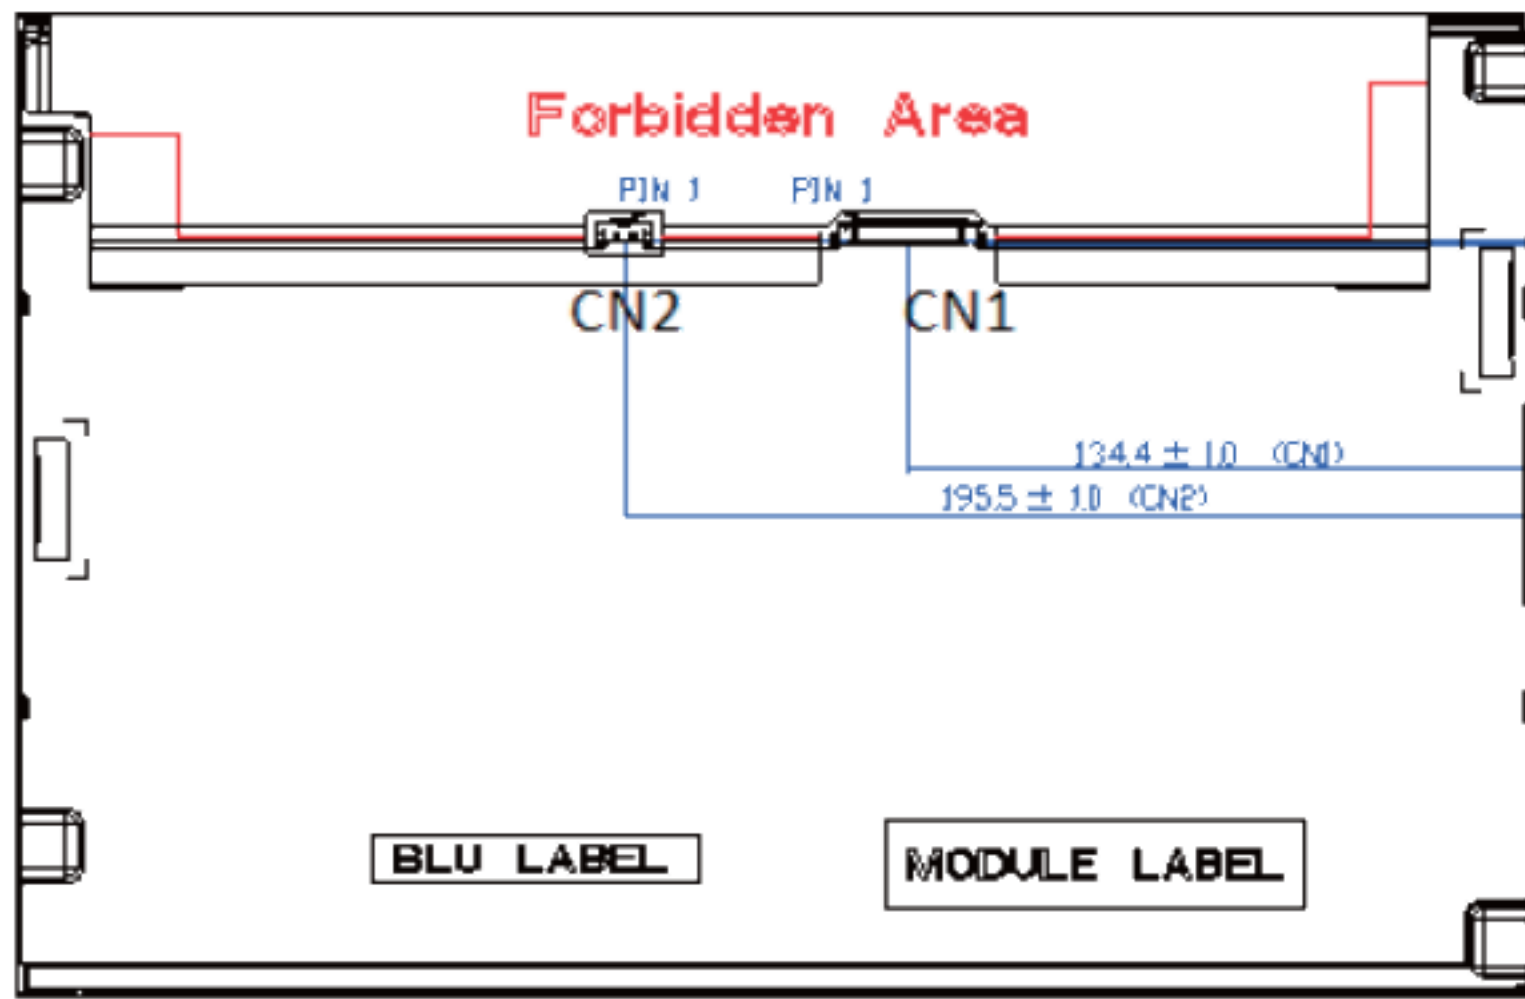 Forbidden Area
PIN 1 PIN 1
CN2 CN1
134.4 ± 1.0 (CN1)
195.5 ± 1.0 (CN2)
BLU LABEL
MODULE LABEL